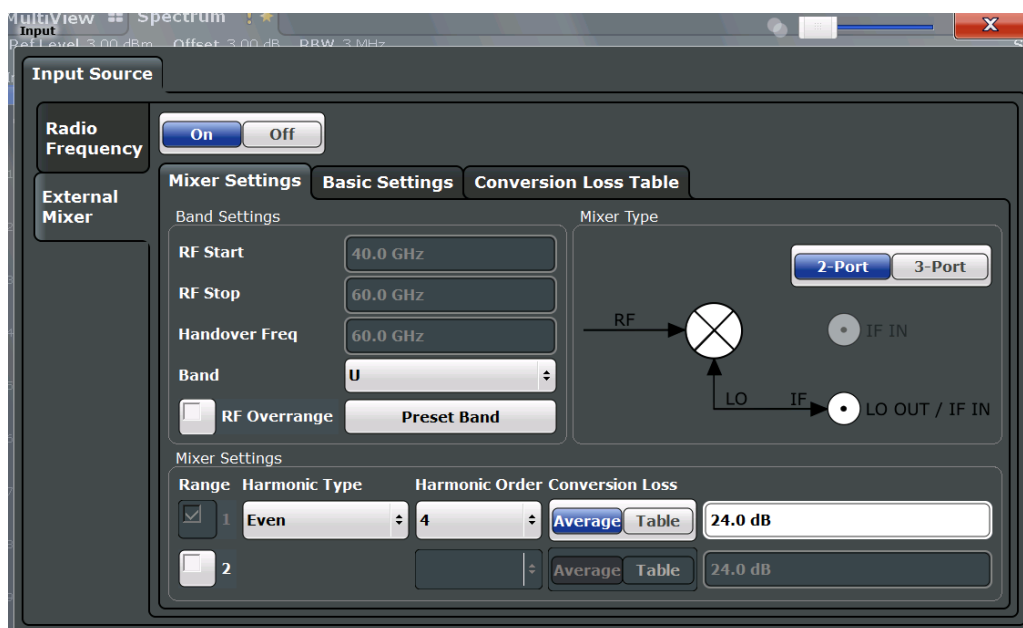 MultiView Spectrum !
Input
Ref Level 3.00 dBm Offset 3.00 dB RBW 3 MHz
X
Input Source
Radio Frequency
External Mixer
On Off
Mixer Settings Basic Settings Conversion Loss Table
Band Settings
RF Start 40.0 GHz
RF Stop 60.0 GHz
Handover Freq 60.0 GHz
Band U
RF Overrange Preset Band
Mixer Type
2-Port 3-Port
RF
IF IN
LO IF LO OUT / IF IN
Mixer Settings
Range Harmonic Type Harmonic Order Conversion Loss
1 Even 4 Average Table 24.0 dB
2 Average Table 24.0 dB